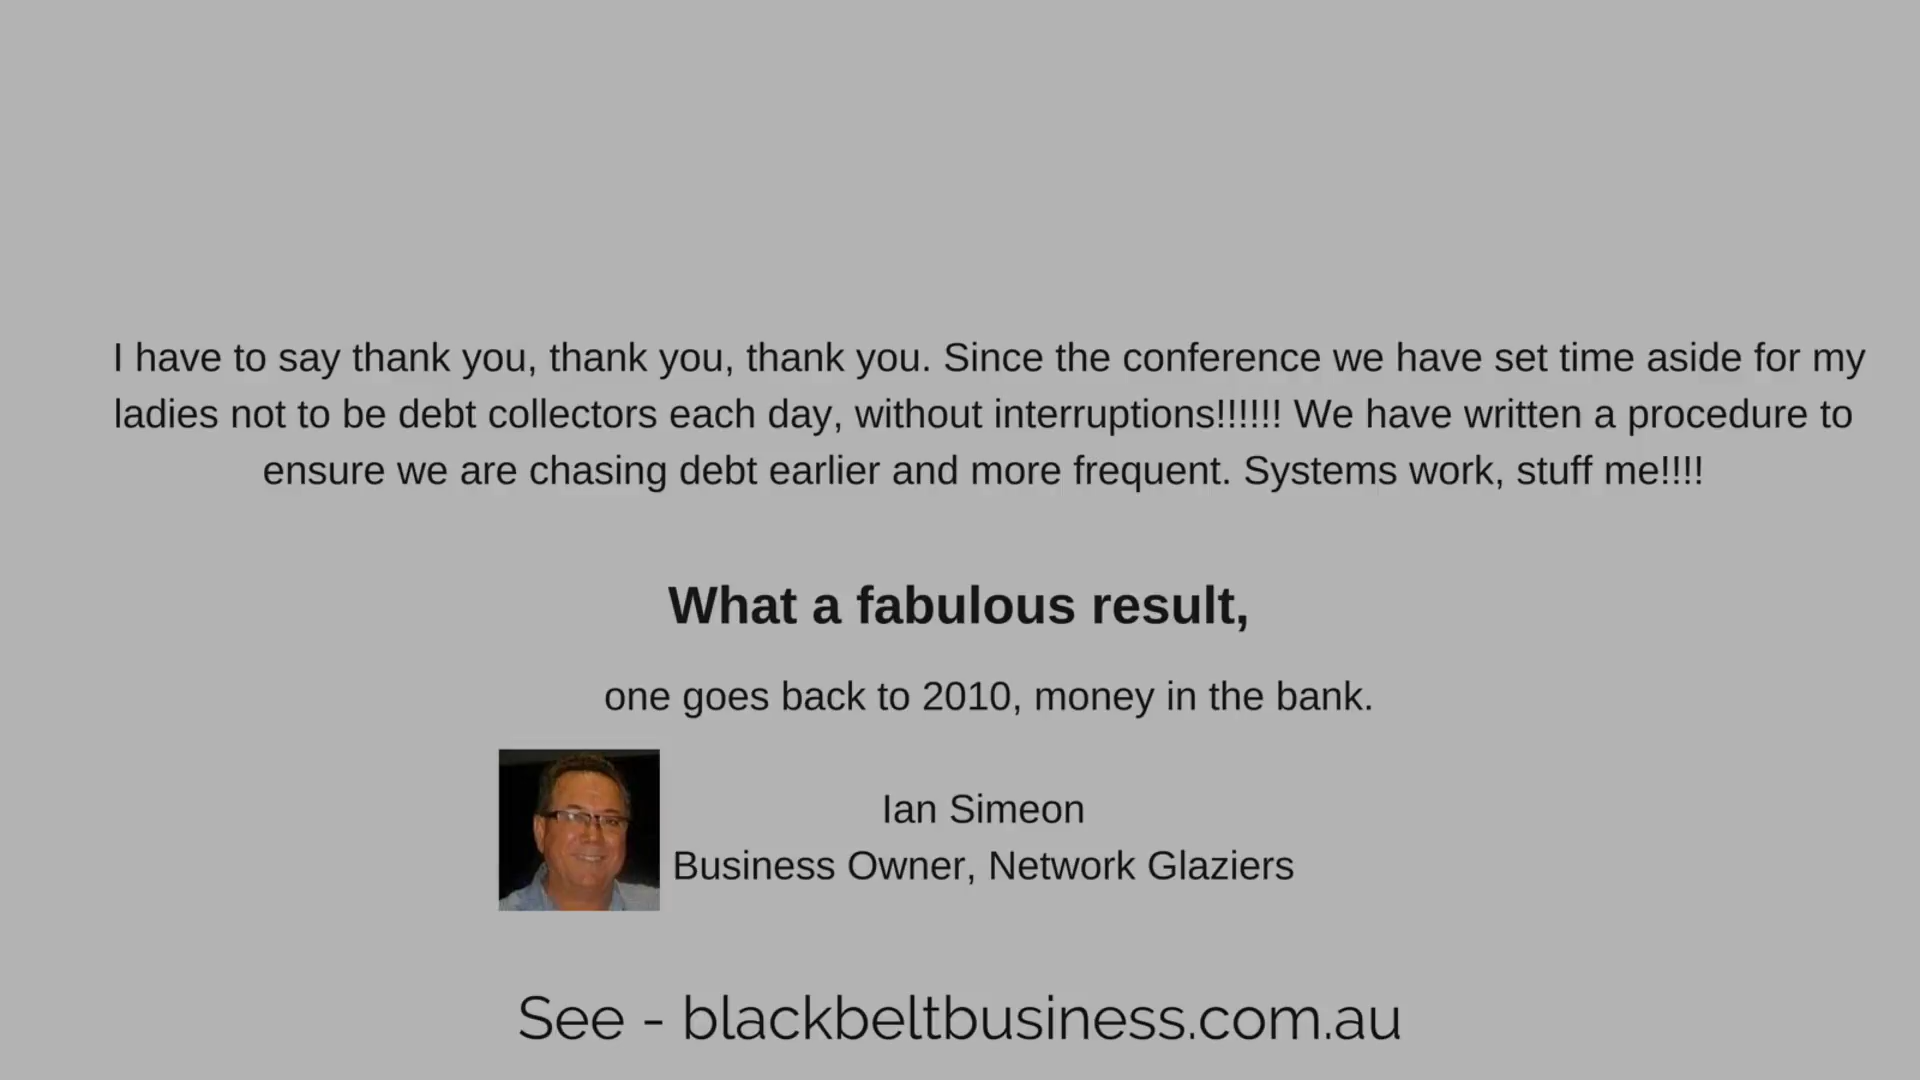 I have to say thank you, thank you, thank you. Since the conference we have set time aside for my
ladies not to be debt collectors each day, without interruptions!!!!!! We have written a procedure to
ensure we are chasing debt earlier and more frequent. Systems work, stuff me!!!!
What a fabulous result,
one goes back to 2010, money in the bank.
Ian Simeon
Business Owner, Network Glaziers
See - blackbeltbusiness.com.au